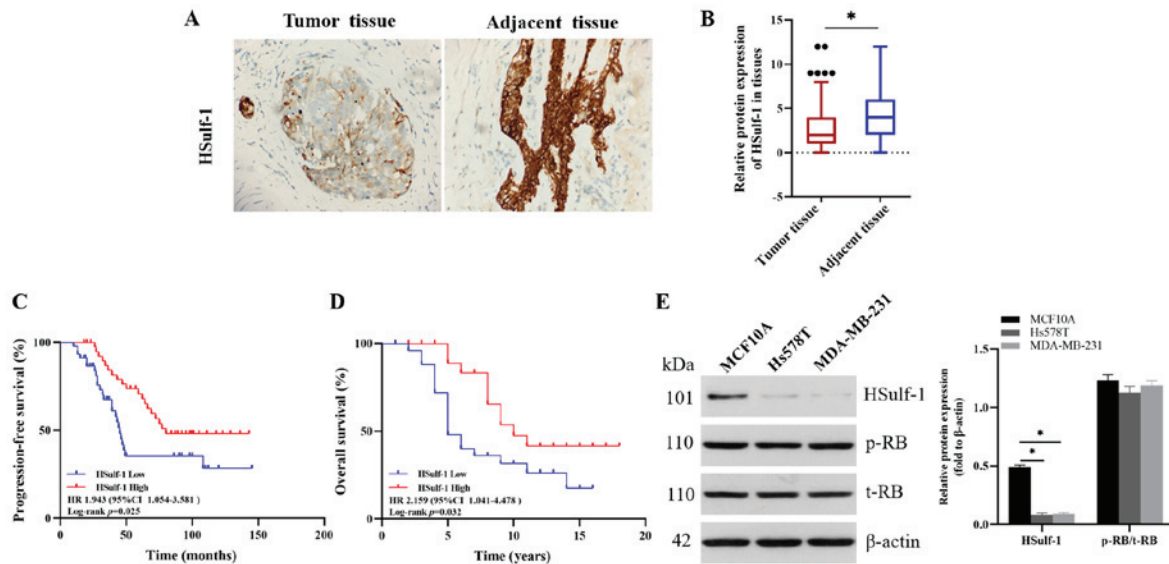 A
Tumor tissue
Adjacent tissue
HSulf-1
B
*
Relative protein expression
of HSulf-1 in tissues
15
10
5
0
-5
Tumor tissue
Adjacent tissue
C
Progression-free survival (%)
100
50
0
HSulf-1 Low
HSulf-1 High
HR 1.943 (95%CI 1.054-3.581 )
Log-rank p=0.025
0
50
100
150
200
Time (months)
D
Overall survival (%)
100
50
0
HSulf-1 Low
HSulf-1 High
HR 2.159 (95%CI 1.041-4.478 )
Log-rank p=0.032
0
5
10
15
20
Time (years)
E
kDa
MCF10A
Hs578T
MDA-MB-231
101
HSulf-1
110
p-RB
110
t-RB
42
β-actin
MCF10A
Hs578T
MDA-MB-231
Relative protein expression
(fold to β-actin)
1.5
1.0
0.5
0.0
*
*
HSulf-1
p-RB/t-RB